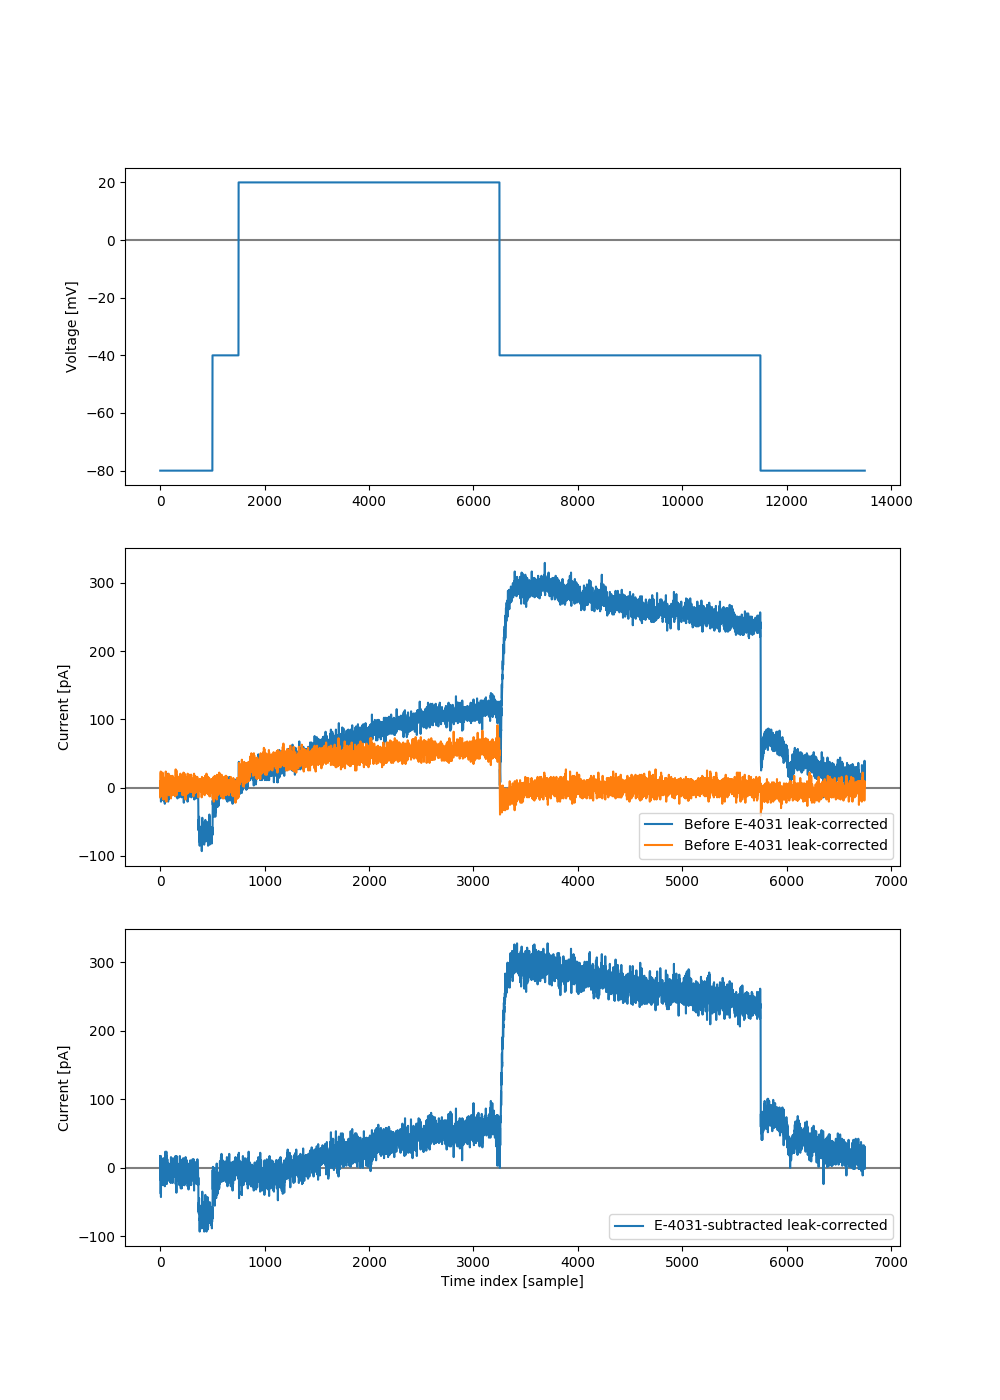 20
0
−20
−40
−60
−80
Voltage [mV]
0 2000 4000 6000 8000 10000 12000 14000
300
200
100
0
−100
Current [pA]
Before E-4031 leak-corrected
Before E-4031 leak-corrected
0 1000 2000 3000 4000 5000 6000 7000
300
200
100
0
−100
Current [pA]
E-4031-subtracted leak-corrected
0 1000 2000 3000 4000 5000 6000 7000
Time index [sample]